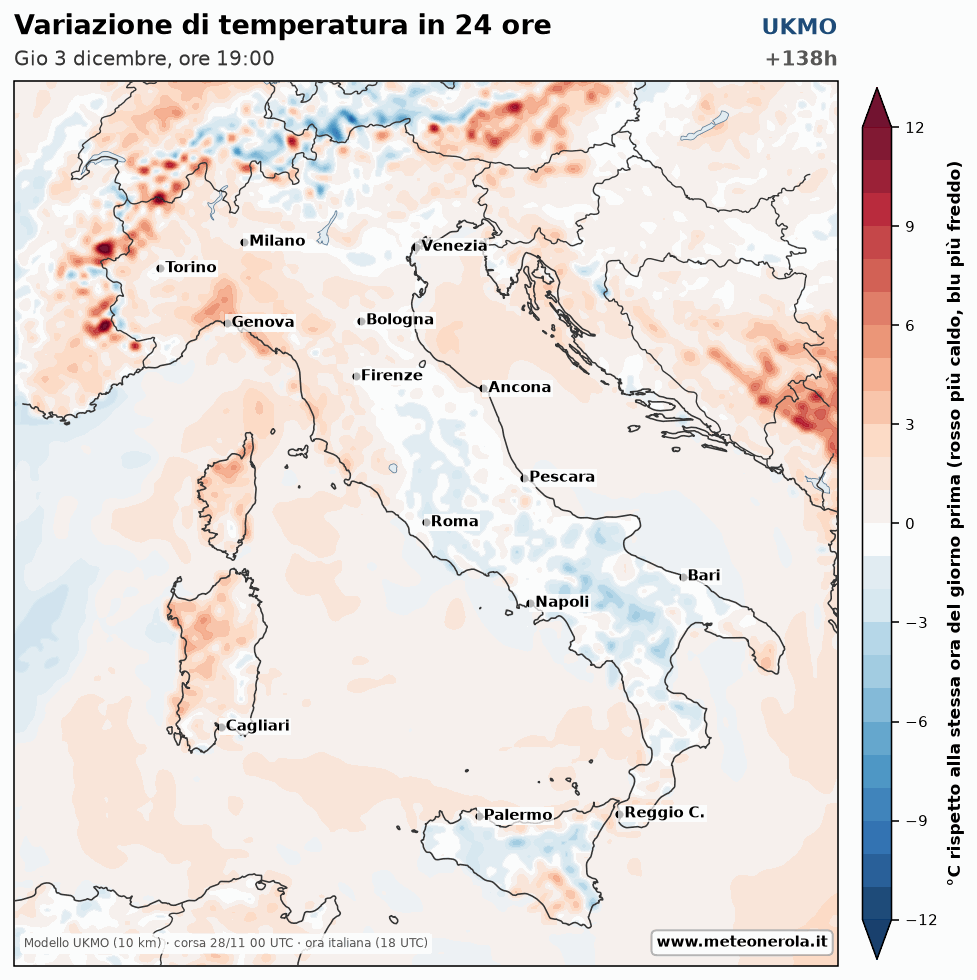 Variazione di temperatura in 24 ore
UKMO
Gio 3 dicembre, ore 19:00
+138h
Milano
Venezia
Torino
Genova
Bologna
Firenze
Ancona
Pescara
Roma
Bari
Napoli
Cagliari
Palermo
Reggio C.
12
9
6
3
0
−3
−6
−9
−12
°C rispetto alla stessa ora del giorno prima (rosso più caldo, blu più freddo)
Modello UKMO (10 km) · corsa 28/11 00 UTC · ora italiana (18 UTC)
www.meteonerola.it